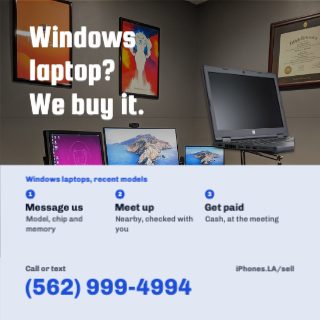 Windows
laptop?
We buy it.
Windows laptops, recent models
1
Message us
Model, chip and
memory
2
Meet up
Nearby, checked with
you
3
Get paid
Cash, at the meeting
Call or text
iPhones.LA/sell
(562) 999-4994